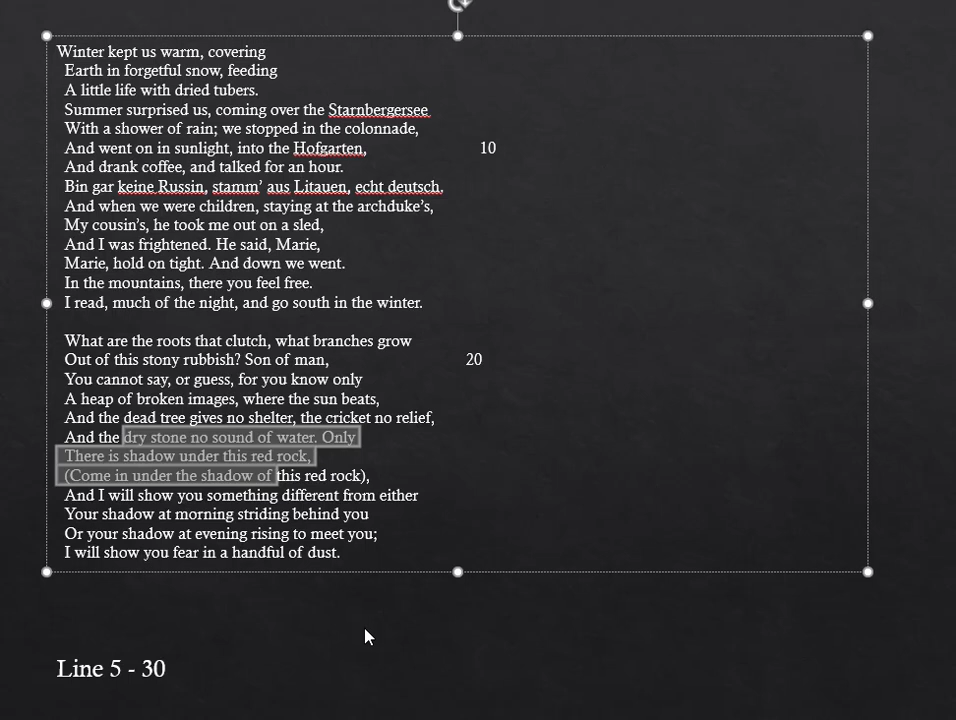 Winter kept us warm, covering
Earth in forgetful snow, feeding
A little life with dried tubers.
Summer surprised us, coming over the Starnbergersee
With a shower of rain; we stopped in the colonnade,
And went on in sunlight, into the Hofgarten, 10
And drank coffee, and talked for an hour.
Bin gar keine Russin, stamm’ aus Litauen, echt deutsch.
And when we were children, staying at the archduke’s,
My cousin’s, he took me out on a sled,
And I was frightened. He said, Marie,
Marie, hold on tight. And down we went.
In the mountains, there you feel free.
I read, much of the night, and go south in the winter.
What are the roots that clutch, what branches grow
Out of this stony rubbish? Son of man, 20
You cannot say, or guess, for you know only
A heap of broken images, where the sun beats,
And the dead tree gives no shelter, the cricket no relief,
And the dry stone no sound of water. Only
There is shadow under this red rock,
(Come in under the shadow of this red rock),
And I will show you something different from either
Your shadow at morning striding behind you
Or your shadow at evening rising to meet you;
I will show you fear in a handful of dust.
Line 5 - 30